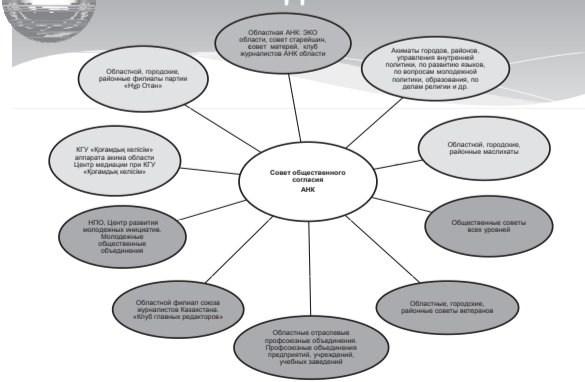 Областная АНК: ЭКО
области, совет старейшин,
совет матерей, клуб
журналистов АНК области
Акиматы городов, районов,
управления внутренней
политики, по развитию языков,
по вопросам молодежной
политики, образования, по
делам религии и др.
Областной, городские,
районные филиалы партии
«Нұр Отан»
Областной, городские,
районные маслихаты
КГУ «Қоғамдық келісім»
аппарата акима области
Центр медиации при КГУ
«Қоғамдық келісім»
Совет общественного
согласия
АНК
Общественные советы
всех уровней
НПО, Центр развития
молодежных инициатив.
Молодежные
общественные
объединения
Областной филиал союза
журналистов Казахстана.
«Клуб главных редакторов»
Областные, городские,
районные советы ветеранов
Областные отраслевые
профсоюзные объединения.
Профсоюзные объединения
предприятий, учреждений,
учебных заведений